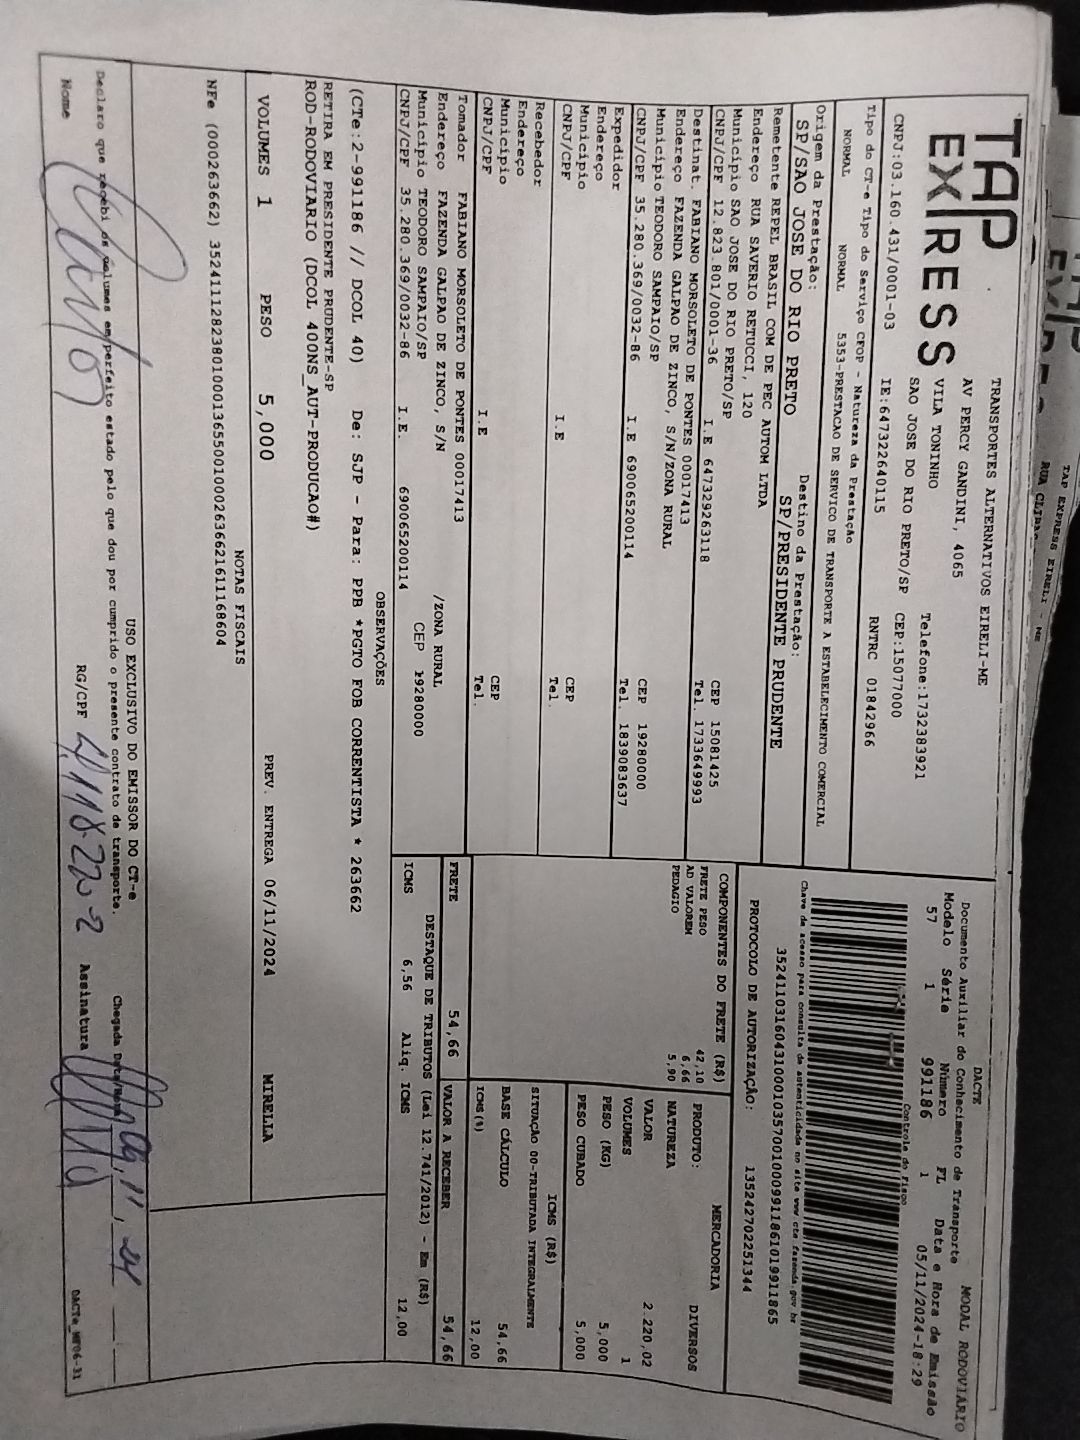 TAP
EXPRESS
TRANSPORTES ALTERNATIVOS EIRELI-ME
AV PERCY GANDINI, 4065
VILA TONINHO Telefone:1732383921
SAO JOSE DO RIO PRETO/SP CEP:15077000
CNPJ:03.160.431/0001-03 IE:647322640115 RNTRC 01842966
DACTE MODAL RODOVIÁRIO
Documento Auxiliar do Conhecimento de Transporte
Modelo Série Número FL Data e Hora de Emissão
57 1 991186 1 05/11/2024-18:29
Controle do Fisco
Chave de acesso para consulta de autenticidade no site www.cte.fazenda.gov.br
PROTOCOLO DE AUTORIZAÇÃO: 135242702251344
Tipo do CT-e Tipo do Serviço CFOP - Natureza da Prestação
NORMAL NORMAL 5353-PRESTACAO DE SERVICO DE TRANSPORTE A ESTABELECIMENTO COMERCIAL
Origem da Prestação: Destino da Prestação:
SP/SAO JOSE DO RIO PRETO SP/PRESIDENTE PRUDENTE
Remetente REPEL BRASIL COM DE PEC AUTOM LTDA
Endereço RUA SAVERIO RETUCCI, 120
Município SAO JOSE DO RIO PRETO/SP CEP 15081425
CNPJ/CPF 12.823.801/0001-36 I.E 647329263118 Tel. 1733649993
Destinat. FABIANO MORSOLETO DE PONTES 00017413
Endereço FAZENDA GALPAO DE ZINCO, S/N/ZONA RURAL
Município TEODORO SAMPAIO/SP CEP 19280000
CNPJ/CPF 35.280.369/0032-86 I.E 690065200114 Tel. 1839083637
Expedidor
Endereço
Município CEP
CNPJ/CPF I.E Tel.
Recebedor
Endereço
Município CEP
CNPJ/CPF I.E Tel.
Tomador FABIANO MORSOLETO DE PONTES 00017413
Endereço FAZENDA GALPAO DE ZINCO, S/N /ZONA RURAL
Município TEODORO SAMPAIO/SP CEP 19280000
CNPJ/CPF 35.280.369/0032-86 I.E. 690065200114
COMPONENTES DO FRETE (R$)
FRETE PESO 42,10
AD VALOREM 6,66
PEDAGIO 5,90
MERCADORIA
PRODUTO: DIVERSOS
NATUREZA
VALOR 2.220,02
VOLUMES 1
PESO (KG) 5,000
PESO CUBADO 5,000
ICMS (R$)
SITUAÇÃO 00-TRIBUTADA INTEGRALMENTE
BASE CÁLCULO 54,66
ICMS(%) 12,00
FRETE 54,66 VALOR A RECEBER 54,66
DESTAQUE DE TRIBUTOS (Lei 12.741/2012) - Em (R$)
ICMS 6,56 Aliq. ICMS 12,00
OBSERVAÇÕES
(CTe:2-991186 // DCOL 40) De: SJP - Para: PPB *PGTO FOB CORRENTISTA * 263662
RETIRA EM PRESIDENTE PRUDENTE-SP
ROD-RODOVIARIO (DCOL 400NS_AUT-PRODUCAO#)
VOLUMES 1 PESO 5,000 PREV. ENTREGA 06/11/2024 MIRELLA
NOTAS FISCAIS
NFe (000263662) 35241112823801000136550010002636621611168604
USO EXCLUSIVO DO EMISSOR DO CT-e
Declaro que recebi os volumes em perfeito estado pelo que dou por cumprido o presente contrato de transporte.
Chegada Data/Hora 09, 11, 24
Nome RG/CPF Assinatura
DACTe_MF06-31
TAP EXPRESS EIRELI - ME